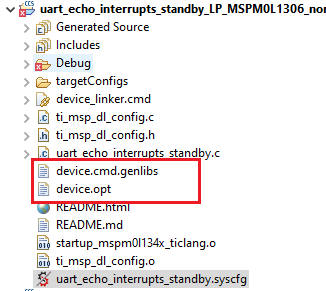 uart_echo_interrupts_standby_LP_MSPM0L1306_nor
Generated Source
Includes
Debug
targetConfigs
device_linker.cmd
ti_msp_dl_config.c
ti_msp_dl_config.h
uart_echo_interrupts_standby.c
device.cmd.genlibs
device.opt
README.html
README.md
startup_mspm0l134x_ticlang.o
ti_msp_dl_config.o
uart_echo_interrupts_standby.syscfg